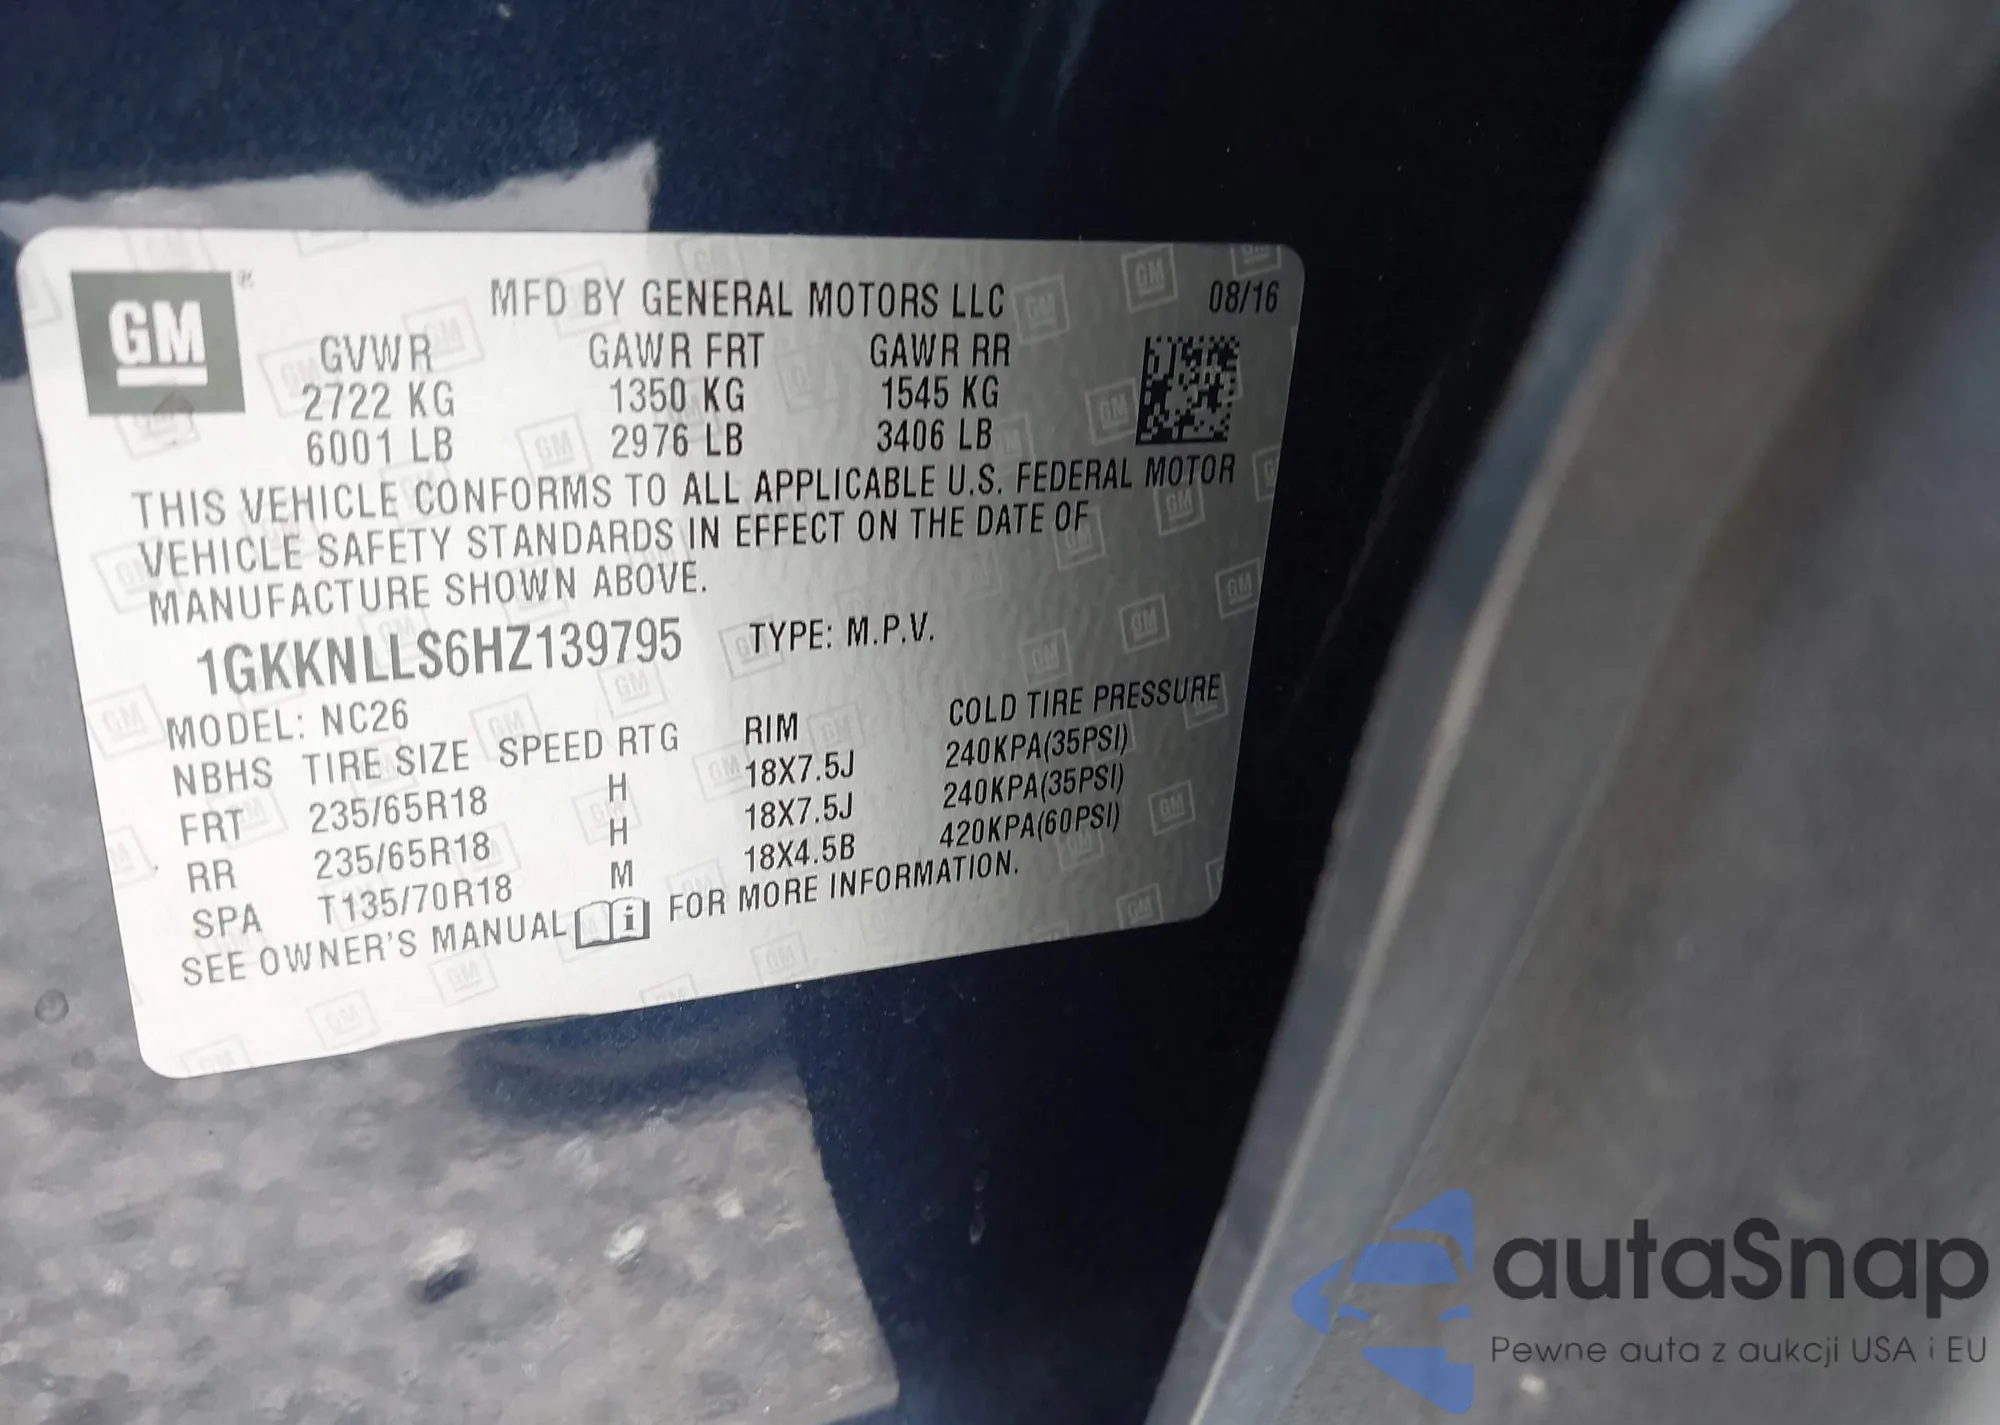 GM ®
MFD BY GENERAL MOTORS LLC 08/16
GVWR GAWR FRT GAWR RR
2722 KG 1350 KG 1545 KG
6001 LB 2976 LB 3406 LB
THIS VEHICLE CONFORMS TO ALL APPLICABLE U.S. FEDERAL MOTOR
VEHICLE SAFETY STANDARDS IN EFFECT ON THE DATE OF
MANUFACTURE SHOWN ABOVE.
1GKKNLLS6HZ139795 TYPE: M.P.V.
MODEL: NC26
NBHS TIRE SIZE SPEED RTG RIM COLD TIRE PRESSURE
FRT 235/65R18 H 18X7.5J 240KPA(35PSI)
RR 235/65R18 H 18X7.5J 240KPA(35PSI)
SPA T135/70R18 M 18X4.5B 420KPA(60PSI)
SEE OWNER'S MANUAL i FOR MORE INFORMATION.
autaSnap
Pewne auta z aukcji USA i EU